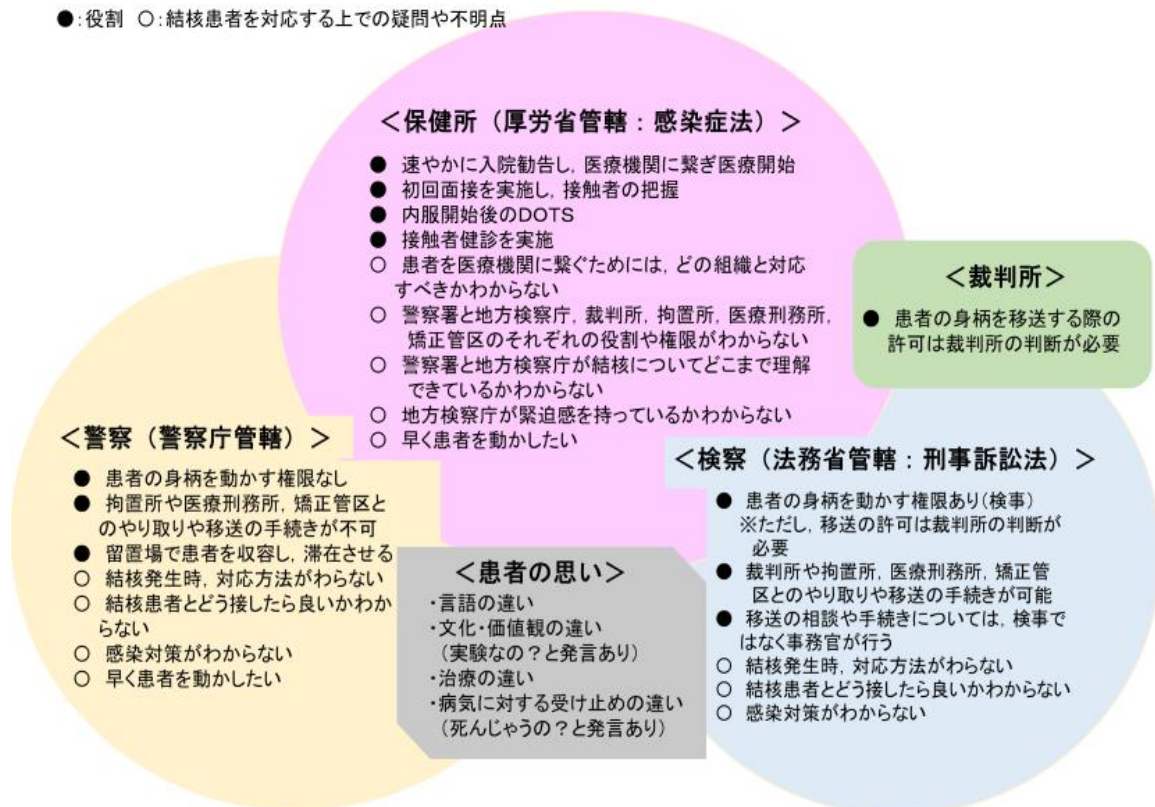 ●:役割 ○:結核患者を対応する上での疑問や不明点
＜保健所（厚労省管轄：感染症法）＞
● 速やかに入院勧告し，医療機関に繋ぎ医療開始
● 初回面接を実施し，接触者の把握
● 内服開始後のDOTS
● 接触者健診を実施
○ 患者を医療機関に繋ぐためには，どの組織と対応
すべきかわからない
○ 警察署と地方検察庁，裁判所，拘置所，医療刑務所，
矯正管区のそれぞれの役割や権限がわからない
○ 警察署と地方検察庁が結核についてどこまで理解
できているかわからない
○ 地方検察庁が緊迫感を持っているかわからない
○ 早く患者を動かしたい
＜裁判所＞
● 患者の身柄を移送する際の
許可は裁判所の判断が必要
＜警察（警察庁管轄）＞
● 患者の身柄を動かす権限なし
● 拘置所や医療刑務所，矯正管区と
のやり取りや移送の手続きが不可
● 留置場で患者を収容し，滞在させる
○ 結核発生時，対応方法がわらない
○ 結核患者とどう接したら良いかわか
らない
○ 感染対策がわからない
○ 早く患者を動かしたい
＜患者の思い＞
・言語の違い
・文化・価値観の違い
（実験なの？と発言あり）
・治療の違い
・病気に対する受け止めの違い
（死んじゃうの？と発言あり）
＜検察（法務省管轄：刑事訴訟法）＞
● 患者の身柄を動かす権限あり（検事）
※ただし，移送の許可は裁判所の判断が
必要
● 裁判所や拘置所，医療刑務所，矯正管
区とのやり取りや移送の手続きが可能
● 移送の相談や手続きについては，検事で
はなく事務官が行う
○ 結核発生時，対応方法がわらない
○ 結核患者とどう接したら良いかわからない
○ 感染対策がわからない